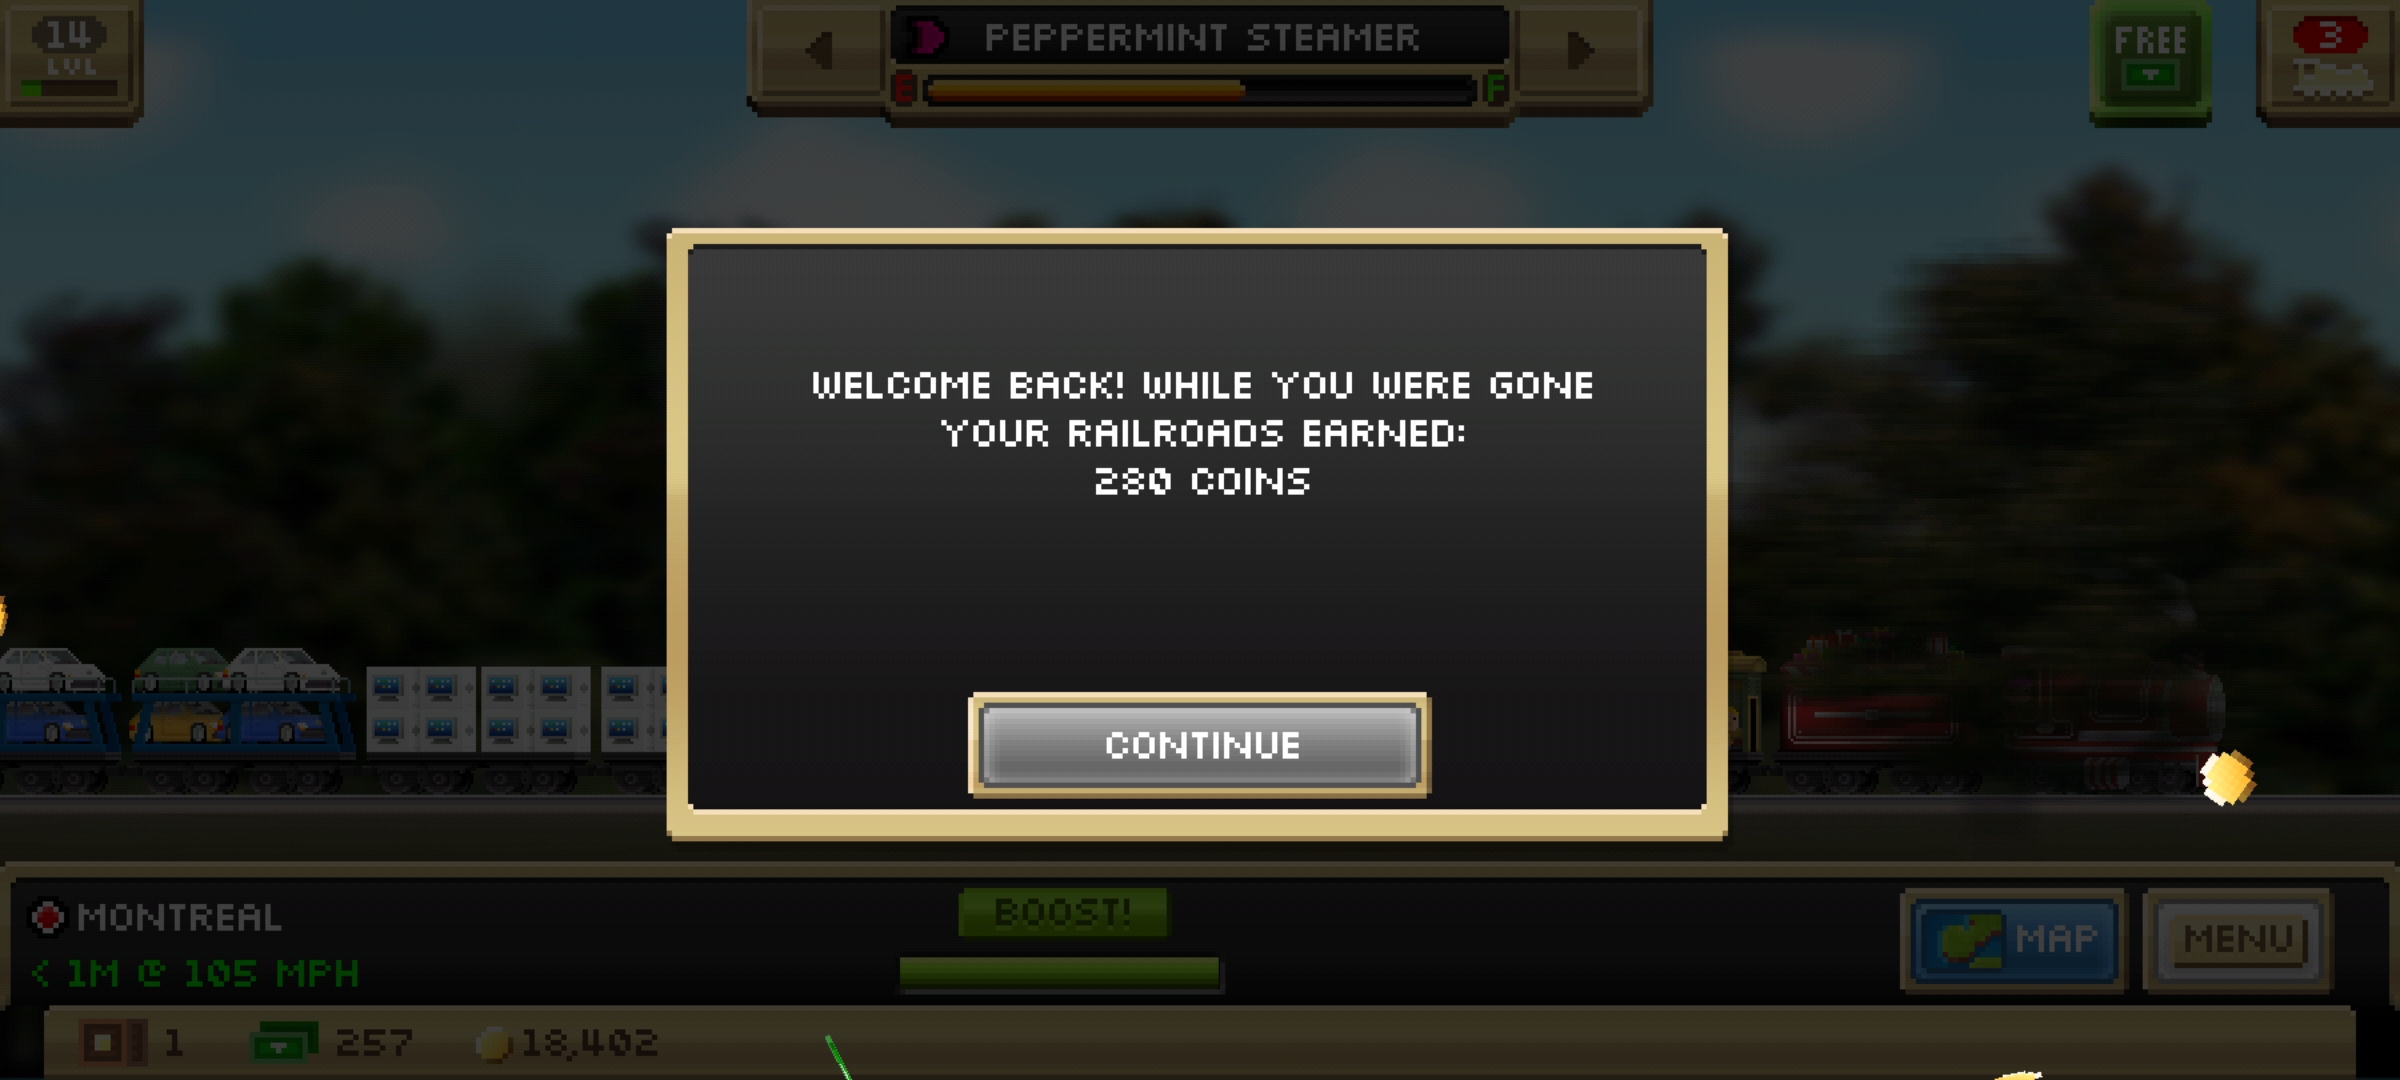 14
LVL
PEPPERMINT STEAMER
E F
FREE
3
WELCOME BACK! WHILE YOU WERE GONE
YOUR RAILROADS EARNED:
280 COINS
CONTINUE
MONTREAL
< 1M @ 105 MPH
BOOST!
MAP
MENU
1 257 18,402